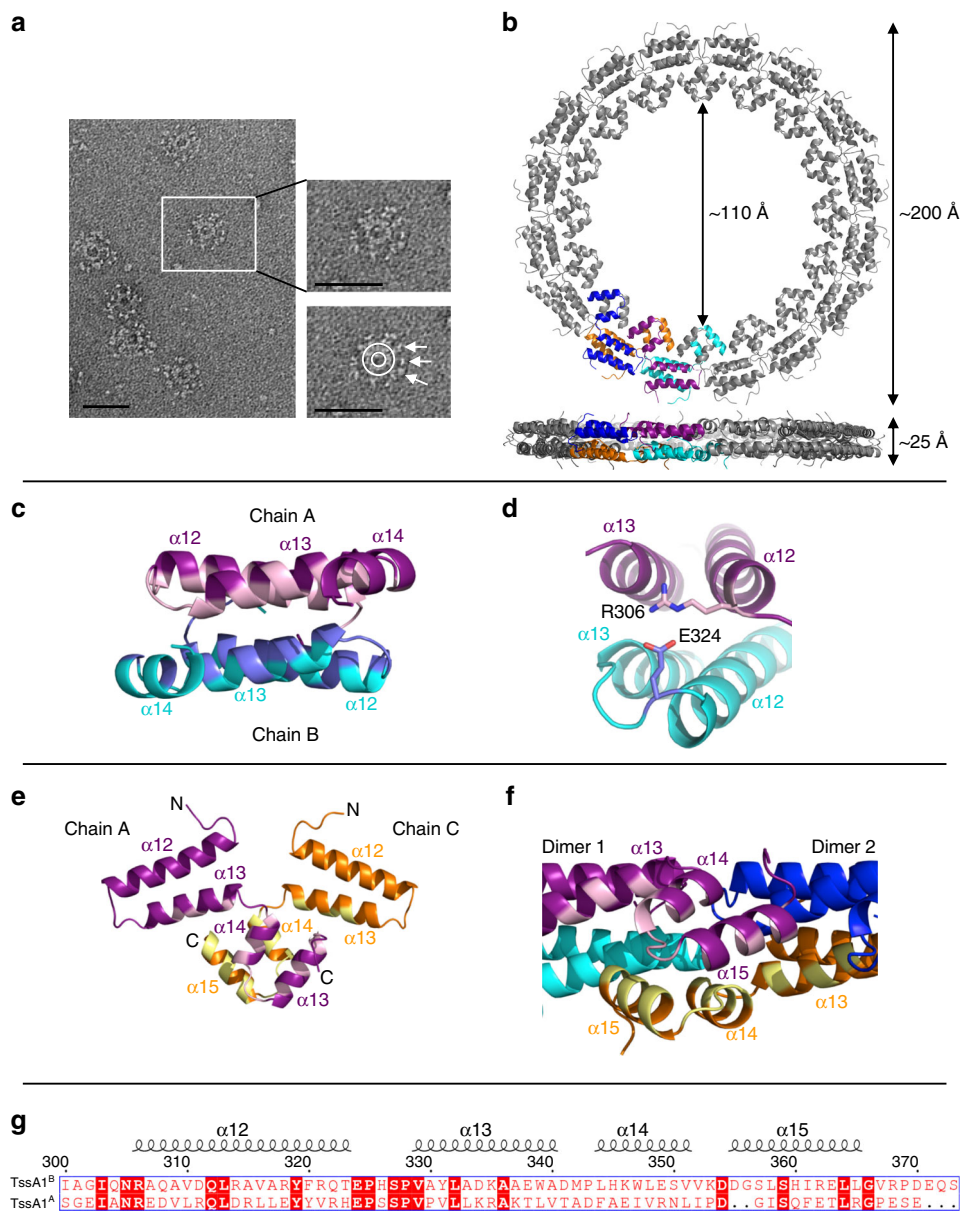 a
b
~110 Å
~200 Å
~25 Å
c
Chain A
α12
α13
α14
α14
α13
α12
Chain B
d
α13
α12
R306
E324
α13
α12
e
N
N
Chain A
Chain C
α12
α12
α13
α14
α14
α13
C
C
α15
α13
f
Dimer 1
α13
α14
Dimer 2
α15
α13
α15
α14
g
α12
α13
α14
α15
300 310 320 330 340 350 360 370
TssA1ᴮ IAGIQNRAQAVDQLRAVARYFRQTEPHSPVAYLADKAAEWADMPLHKWLESVVKDDGSLSHIRELLGVRPDEQS
TssA1ᴬ SGEIANREDVLRQLDRLLEYYVRHEPSSPVPVLLDRAKTLVTADFAEIVRNLIPD..GISQFETLRGPESE...